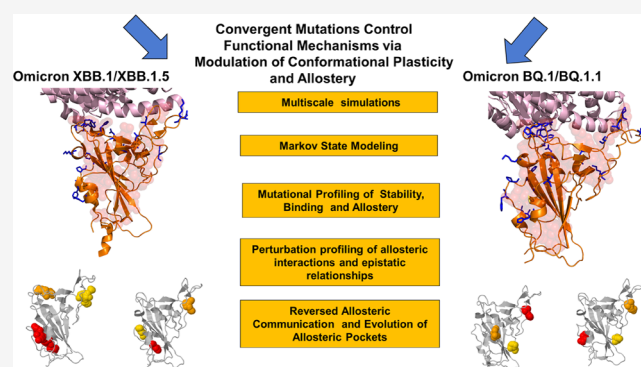 Convergent Mutations Control
Functional Mechanisms via
Modulation of Conformational Plasticity
and Allostery
Omicron XBB.1/XBB.1.5
Omicron BQ.1/BQ.1.1
Multiscale simulations
Markov State Modeling
Mutational Profiling of Stability,
Binding and Allostery
Perturbation profiling of allosteric
interactions and epistatic
relationships
Reversed Allosteric
Communication and Evolution of
Allosteric Pockets